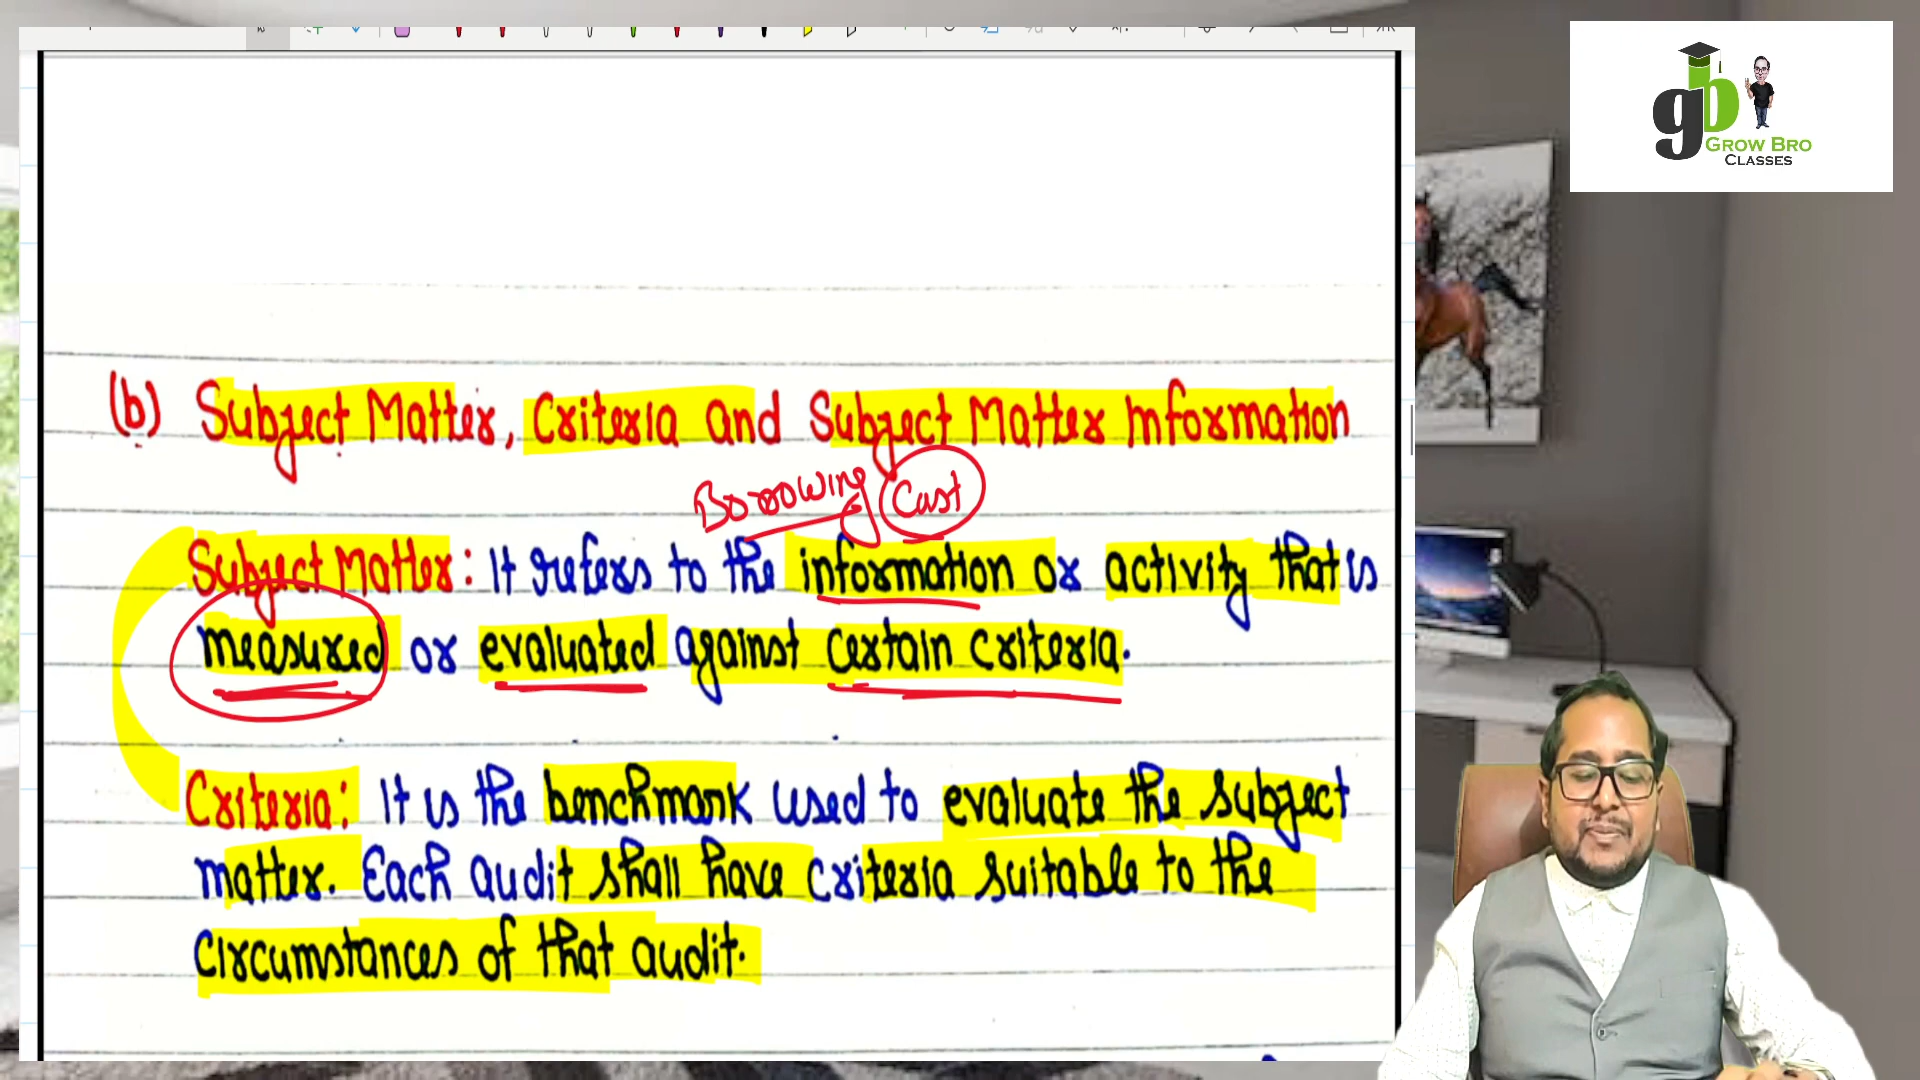 gb
GROW BRO
CLASSES
(b) Subject Matter, Criteria and Subject Matter Information
Borrowing Cost
Subject Matter: It refers to the information or activity that is
measured or evaluated against certain criteria.
Criteria: It is the benchmark used to evaluate the subject
matter. Each audit shall have criteria suitable to the
circumstances of that audit.